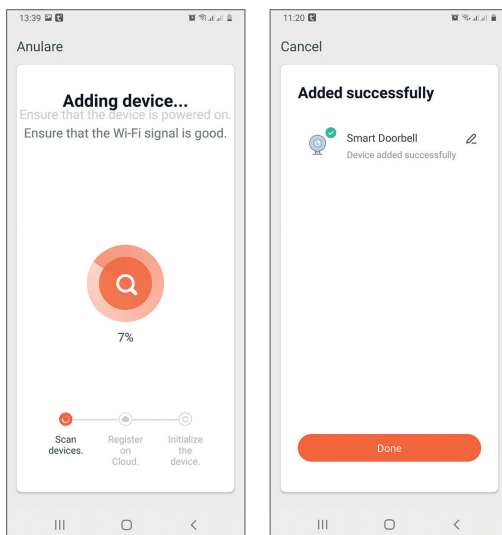 13:39
Anulare
Adding device...
Ensure that the device is powered on.
Ensure that the Wi-Fi signal is good.
7%
Scan
devices.
Register
on
Cloud.
Initialize
the
device.
11:20
Cancel
Added successfully
Smart Doorbell
Device added successfully
Done